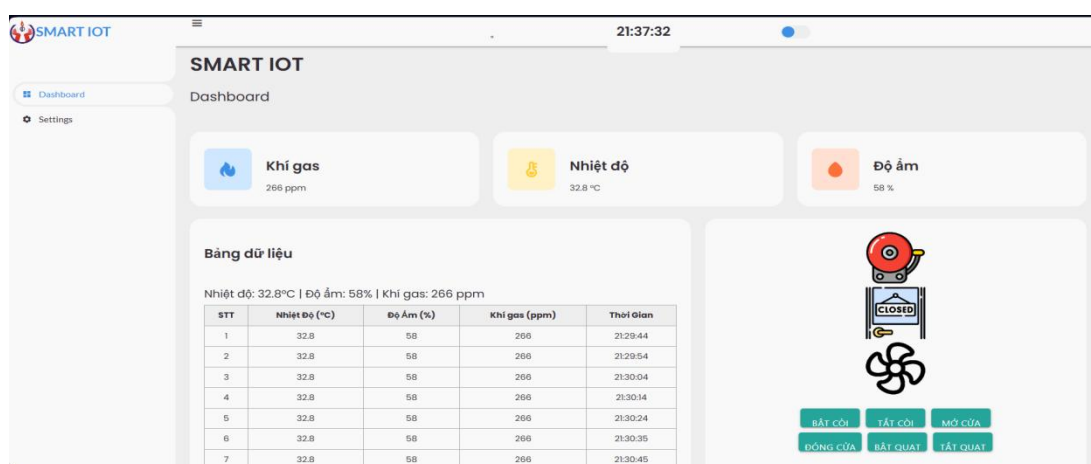 SMART IOT
21:37:32
Dashboard
Settings
SMART IOT
Dashboard
Khí gas
266 ppm
Nhiệt độ
32.8 °C
Độ ẩm
58 %
Bảng dữ liệu
Nhiệt độ: 32.8°C | Độ ẩm: 58% | Khí gas: 266 ppm
STT Nhiệt Độ (°C) Độ Ẩm (%) Khí gas (ppm) Thời Gian
1 32.8 58 266 21:29:44
2 32.8 58 266 21:29:54
3 32.8 58 266 21:30:04
4 32.8 58 266 21:30:14
5 32.8 58 266 21:30:24
6 32.8 58 266 21:30:35
7 32.8 58 266 21:30:45
CLOSED
BẬT CÒI TẮT CÒI MỞ CỬA
ĐÓNG CỬA BẬT QUẠT TẮT QUẠT